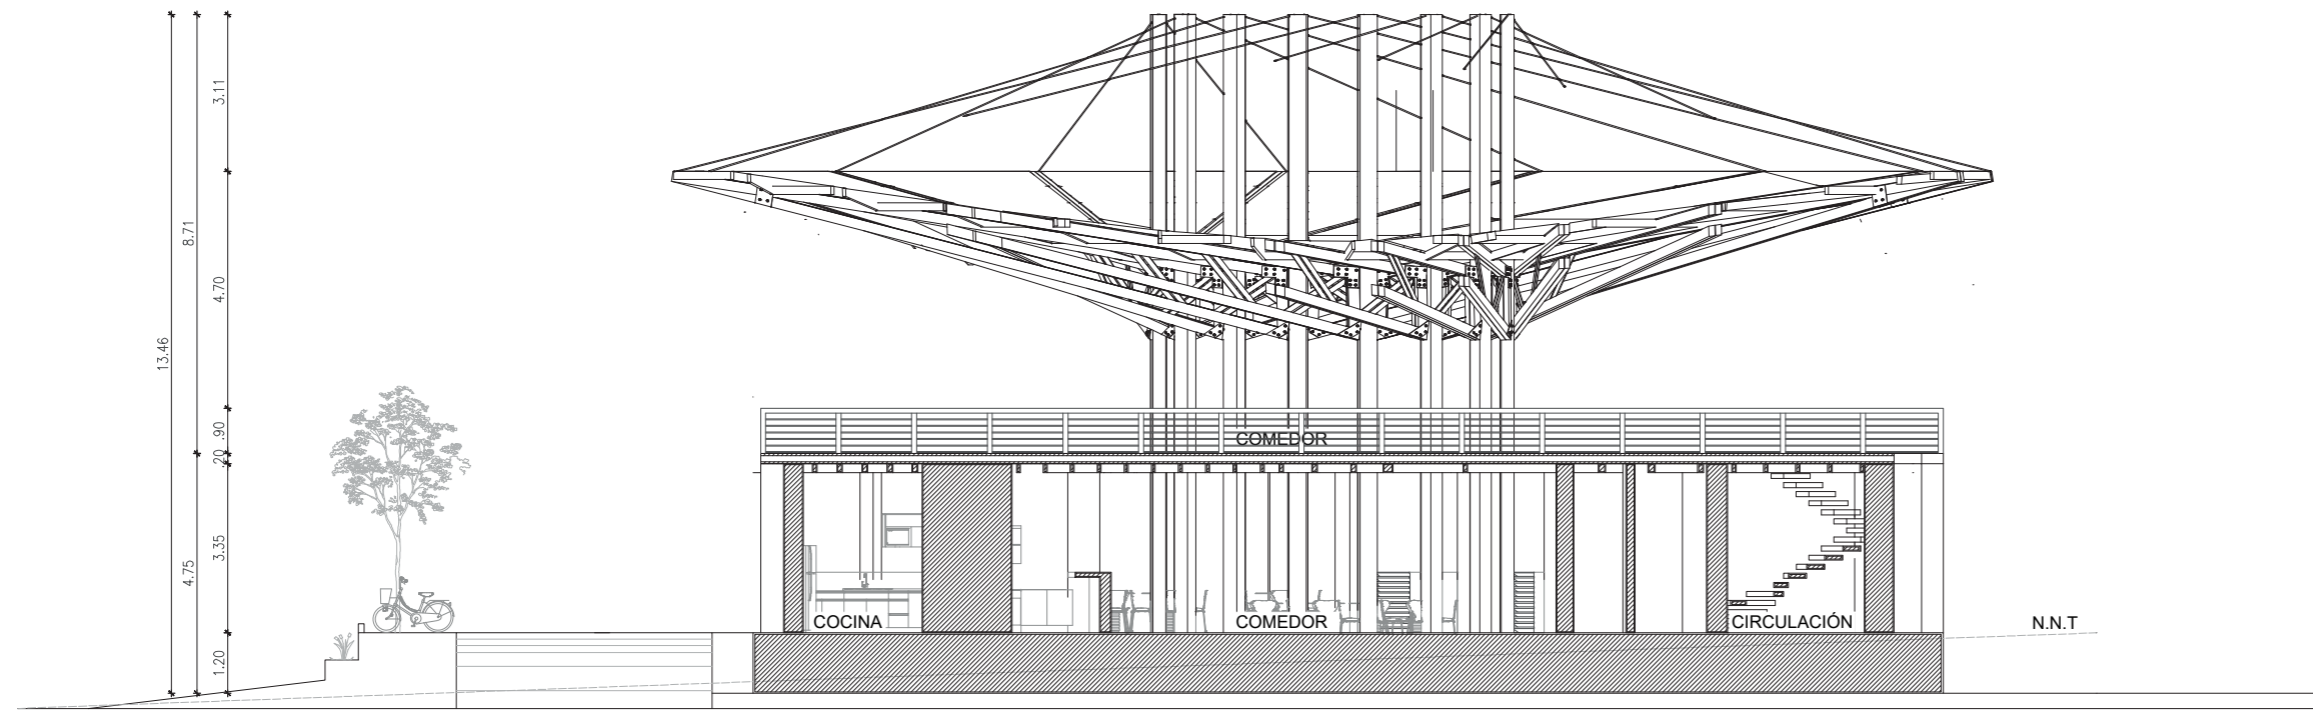 3.11
8.71
4.70
13.46
.90
COMEDOR
.20
3.35
4.75
COCINA
COMEDOR
CIRCULACIÓN
N.N.T
1.20